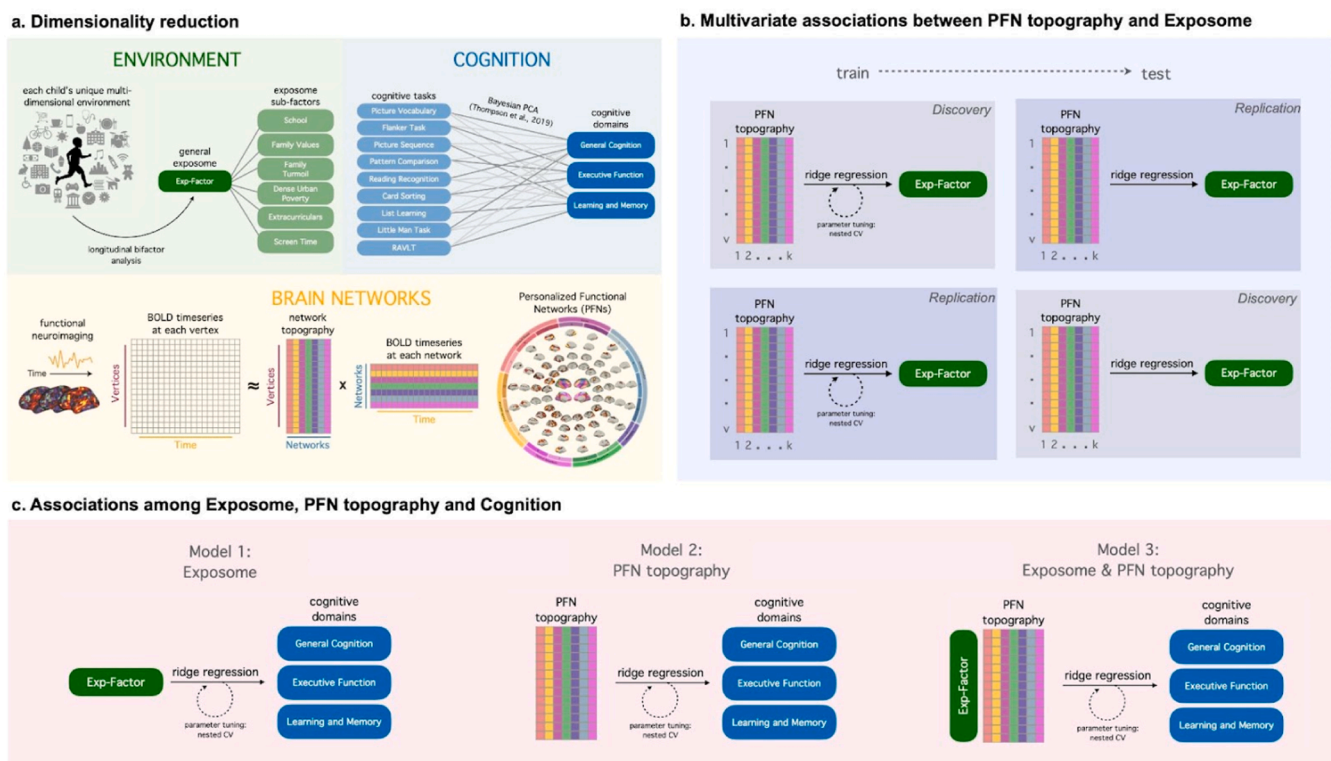 a. Dimensionality reduction
ENVIRONMENT
each child's unique multi-
dimensional environment
general
exposome
Exp-Factor
longitudinal bifactor
analysis
exposome
sub-factors
School
Family Values
Family
Turmoil
Dense Urban
Poverty
Extracurriculars
Screen Time
COGNITION
cognitive tasks
Picture Vocabulary
Flanker Task
Picture Sequence
Pattern Comparison
Reading Recognition
Card Sorting
List Learning
Little Man Task
RAVLT
Bayesian PCA
(Thompson et al., 2019)
cognitive
domains
General Cognition
Executive Function
Learning and Memory
BRAIN NETWORKS
functional
neuroimaging
Time
BOLD timeseries
at each vertex
Vertices
Time
≈
network
topography
Vertices
Networks
x
BOLD timeseries
at each network
Networks
Time
Personalized Functional
Networks (PFNs)
b. Multivariate associations between PFN topography and Exposome
train
test
Discovery
PFN
topography
1
v
1 2 . . . k
ridge regression
parameter tuning:
nested CV
Exp-Factor
Replication
PFN
topography
1
v
1 2 . . . k
ridge regression
Exp-Factor
Replication
PFN
topography
1
v
1 2 . . . k
ridge regression
parameter tuning:
nested CV
Exp-Factor
Discovery
PFN
topography
1
v
1 2 . . . k
ridge regression
Exp-Factor
c. Associations among Exposome, PFN topography and Cognition
Model 1:
Exposome
Exp-Factor
ridge regression
parameter tuning:
nested CV
cognitive
domains
General Cognition
Executive Function
Learning and Memory
Model 2:
PFN topography
PFN
topography
ridge regression
parameter tuning:
nested CV
cognitive
domains
General Cognition
Executive Function
Learning and Memory
Model 3:
Exposome & PFN topography
Exp-Factor
PFN
topography
ridge regression
parameter tuning:
nested CV
cognitive
domains
General Cognition
Executive Function
Learning and Memory